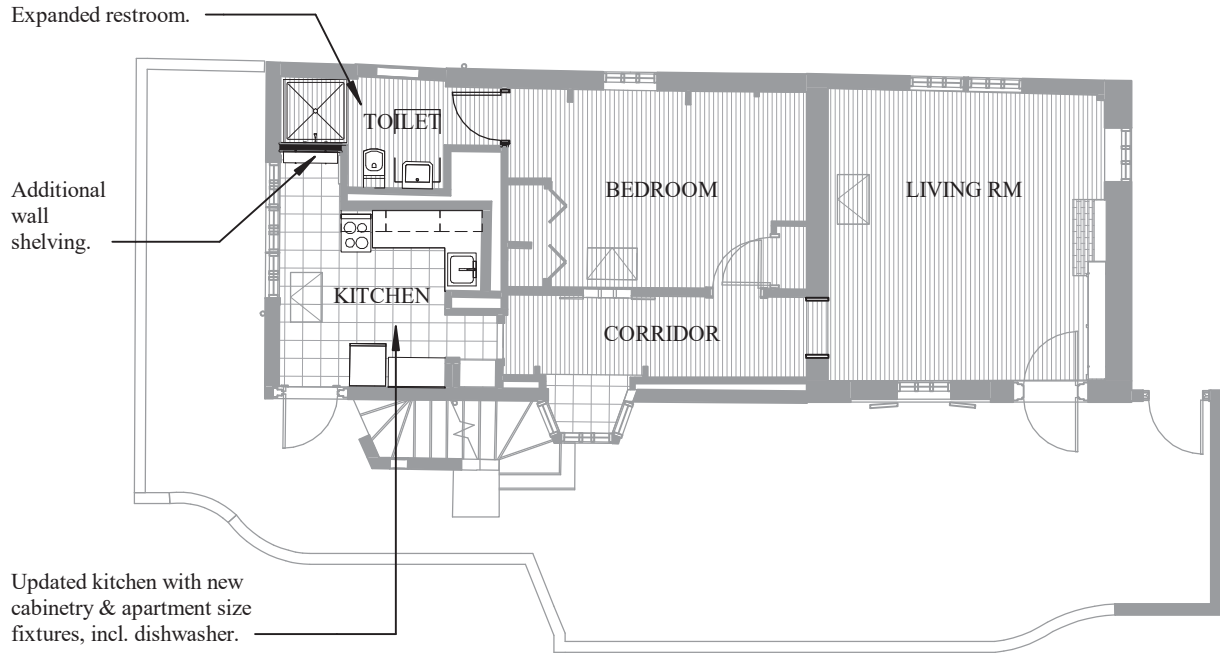 Expanded restroom.
TOILET
Additional
wall
shelving.
BEDROOM
LIVING RM
KITCHEN
CORRIDOR
Updated kitchen with new
cabinetry & apartment size
fixtures, incl. dishwasher.